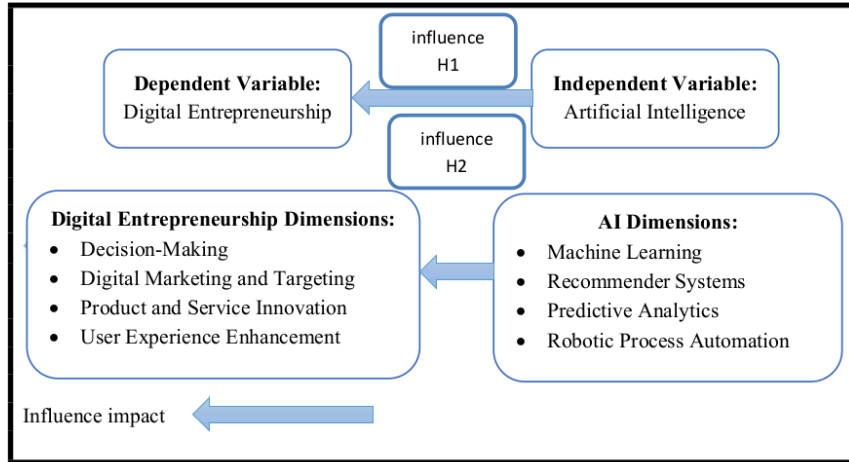 influence
H1
Dependent Variable:
Digital Entrepreneurship
Independent Variable:
Artificial Intelligence
influence
H2
Digital Entrepreneurship Dimensions:
• Decision-Making
• Digital Marketing and Targeting
• Product and Service Innovation
• User Experience Enhancement
AI Dimensions:
• Machine Learning
• Recommender Systems
• Predictive Analytics
• Robotic Process Automation
Influence impact